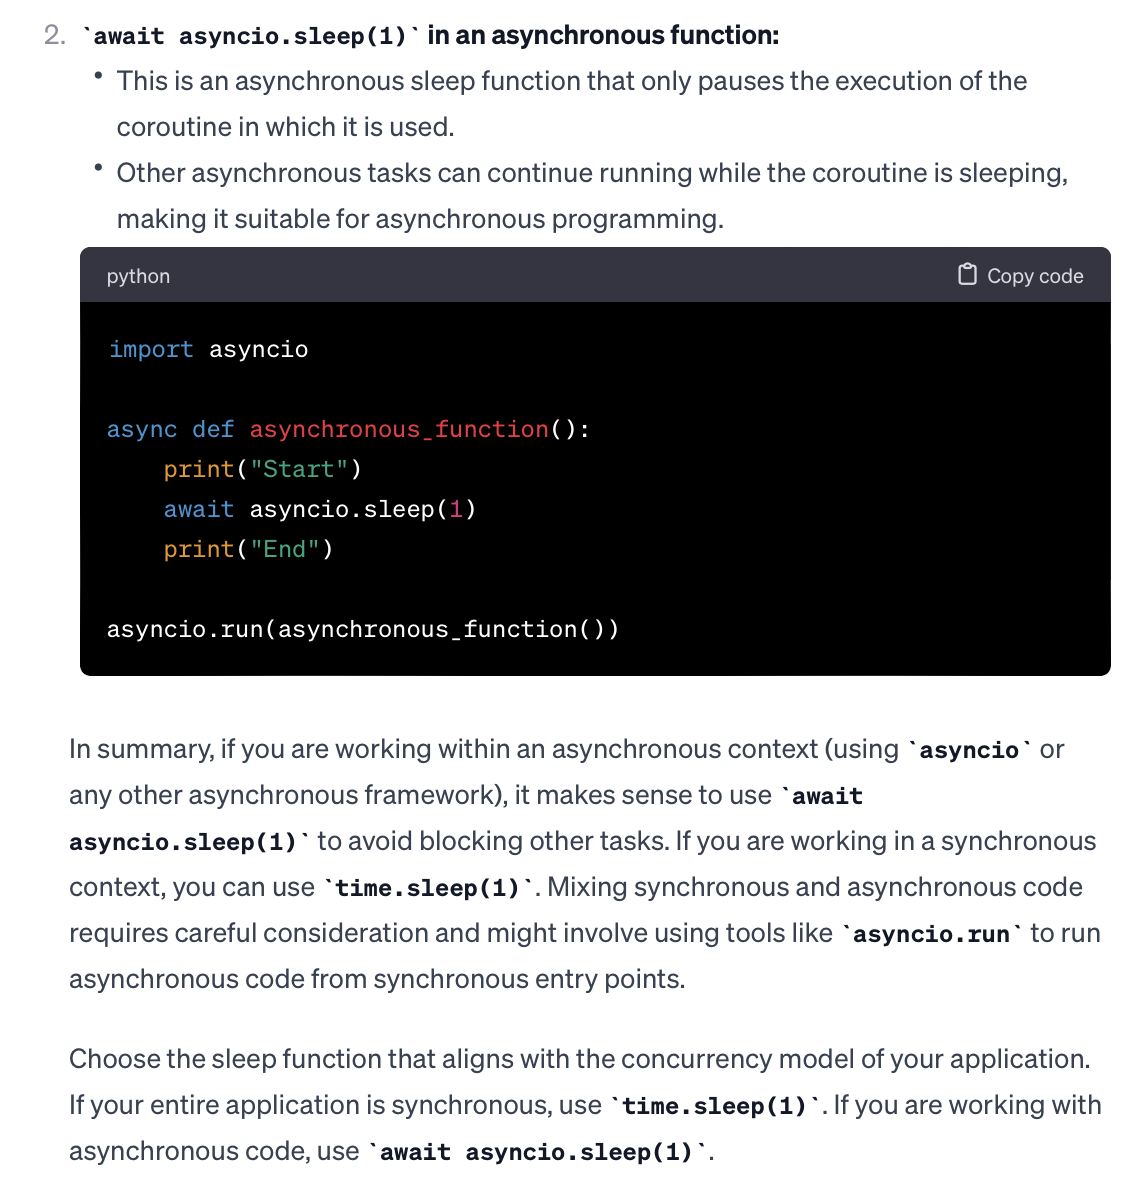 2. `await asyncio.sleep(1)` in an asynchronous function:
• This is an asynchronous sleep function that only pauses the execution of the
coroutine in which it is used.
• Other asynchronous tasks can continue running while the coroutine is sleeping,
making it suitable for asynchronous programming.
python Copy code
import asyncio
async def asynchronous_function():
    print("Start")
    await asyncio.sleep(1)
    print("End")
asyncio.run(asynchronous_function())
In summary, if you are working within an asynchronous context (using `asyncio` or
any other asynchronous framework), it makes sense to use `await
asyncio.sleep(1)` to avoid blocking other tasks. If you are working in a synchronous
context, you can use `time.sleep(1)`. Mixing synchronous and asynchronous code
requires careful consideration and might involve using tools like `asyncio.run` to run
asynchronous code from synchronous entry points.
Choose the sleep function that aligns with the concurrency model of your application.
If your entire application is synchronous, use `time.sleep(1)`. If you are working with
asynchronous code, use `await asyncio.sleep(1)`.